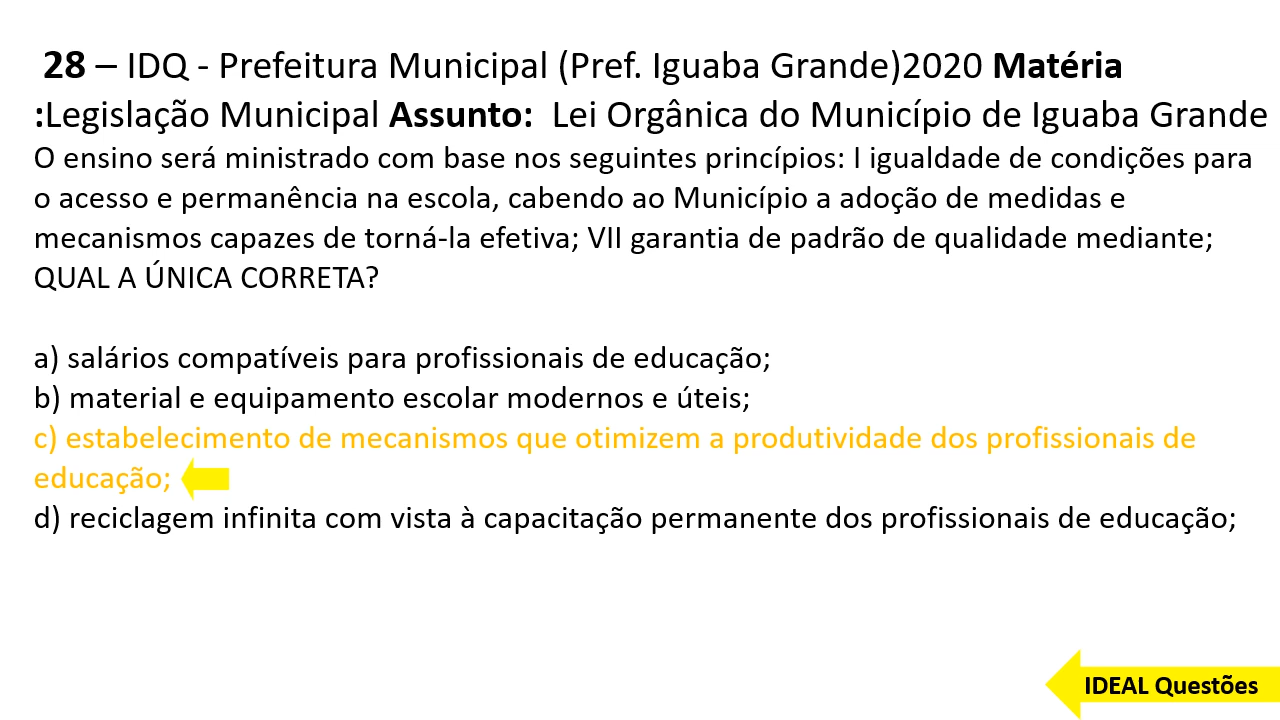 28 – IDQ - Prefeitura Municipal (Pref. Iguaba Grande)2020 Matéria
:Legislação Municipal Assunto:  Lei Orgânica do Município de Iguaba Grande
O ensino será ministrado com base nos seguintes princípios: I igualdade de condições para
o acesso e permanência na escola, cabendo ao Município a adoção de medidas e
mecanismos capazes de torná-la efetiva; VII garantia de padrão de qualidade mediante;
QUAL A ÚNICA CORRETA?
a) salários compatíveis para profissionais de educação;
b) material e equipamento escolar modernos e úteis;
c) estabelecimento de mecanismos que otimizem a produtividade dos profissionais de
educação;
d) reciclagem infinita com vista à capacitação permanente dos profissionais de educação;
IDEAL Questões